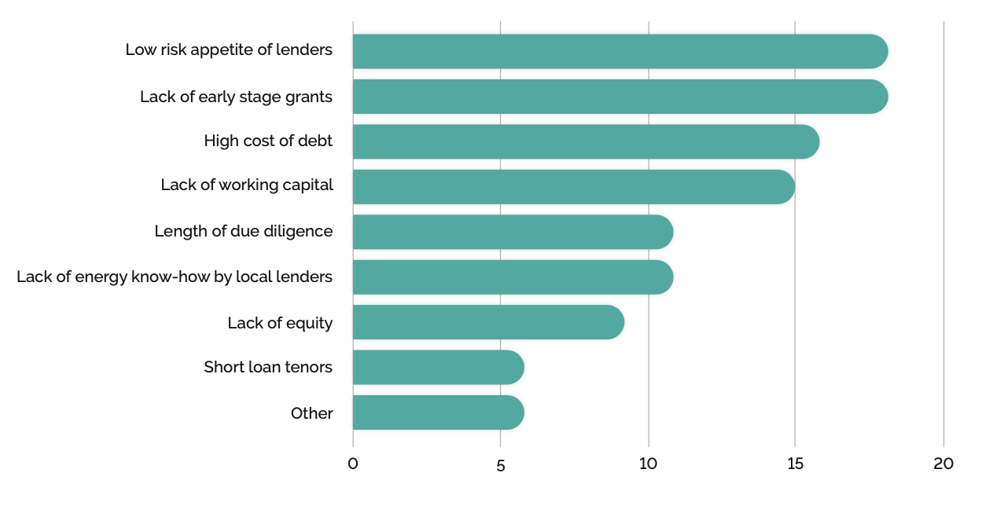 Low risk appetite of lenders
Lack of early stage grants
High cost of debt
Lack of working capital
Length of due diligence
Lack of energy know-how by local lenders
Lack of equity
Short loan tenors
Other
0 5 10 15 20